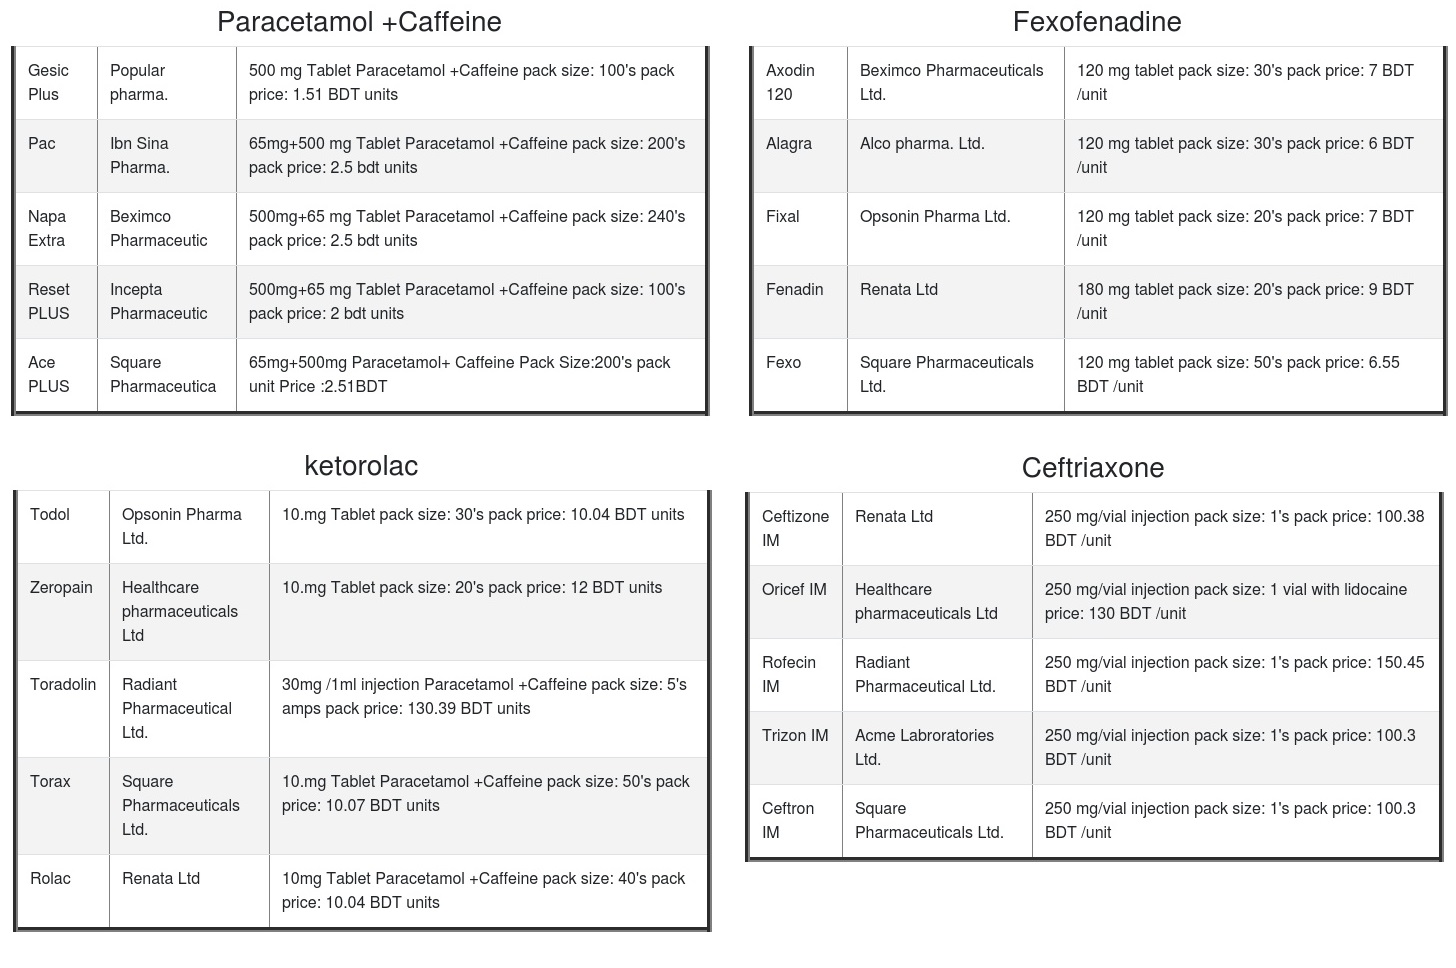 Paracetamol +Caffeine
Gesic
Plus
Popular
pharma.
500 mg Tablet Paracetamol +Caffeine pack size: 100's pack
price: 1.51 BDT units
Pac
Ibn Sina
Pharma.
65mg+500 mg Tablet Paracetamol +Caffeine pack size: 200's
pack price: 2.5 bdt units
Napa
Extra
Beximco
Pharmaceutic
500mg+65 mg Tablet Paracetamol +Caffeine pack size: 240's
pack price: 2.5 bdt units
Reset
PLUS
Incepta
Pharmaceutic
500mg+65 mg Tablet Paracetamol +Caffeine pack size: 100's
pack price: 2 bdt units
Ace
PLUS
Square
Pharmaceutica
65mg+500mg Paracetamol+ Caffeine Pack Size:200's pack
unit Price :2.51BDT
Fexofenadine
Axodin
120
Beximco Pharmaceuticals
Ltd.
120 mg tablet pack size: 30's pack price: 7 BDT
/unit
Alagra
Alco pharma. Ltd.
120 mg tablet pack size: 30's pack price: 6 BDT
/unit
Fixal
Opsonin Pharma Ltd.
120 mg tablet pack size: 20's pack price: 7 BDT
/unit
Fenadin
Renata Ltd
180 mg tablet pack size: 20's pack price: 9 BDT
/unit
Fexo
Square Pharmaceuticals
Ltd.
120 mg tablet pack size: 50's pack price: 6.55
BDT /unit
ketorolac
Todol
Opsonin Pharma
Ltd.
10.mg Tablet pack size: 30's pack price: 10.04 BDT units
Zeropain
Healthcare
pharmaceuticals
Ltd
10.mg Tablet pack size: 20's pack price: 12 BDT units
Toradolin
Radiant
Pharmaceutical
Ltd.
30mg /1ml injection Paracetamol +Caffeine pack size: 5's
amps pack price: 130.39 BDT units
Torax
Square
Pharmaceuticals
Ltd.
10.mg Tablet Paracetamol +Caffeine pack size: 50's pack
price: 10.07 BDT units
Rolac
Renata Ltd
10mg Tablet Paracetamol +Caffeine pack size: 40's pack
price: 10.04 BDT units
Ceftriaxone
Ceftizone
IM
Renata Ltd
250 mg/vial injection pack size: 1's pack price: 100.38
BDT /unit
Oricef IM
Healthcare
pharmaceuticals Ltd
250 mg/vial injection pack size: 1 vial with lidocaine
price: 130 BDT /unit
Rofecin
IM
Radiant
Pharmaceutical Ltd.
250 mg/vial injection pack size: 1's pack price: 150.45
BDT /unit
Trizon IM
Acme Labroratories
Ltd.
250 mg/vial injection pack size: 1's pack price: 100.3
BDT /unit
Ceftron
IM
Square
Pharmaceuticals Ltd.
250 mg/vial injection pack size: 1's pack price: 100.3
BDT /unit